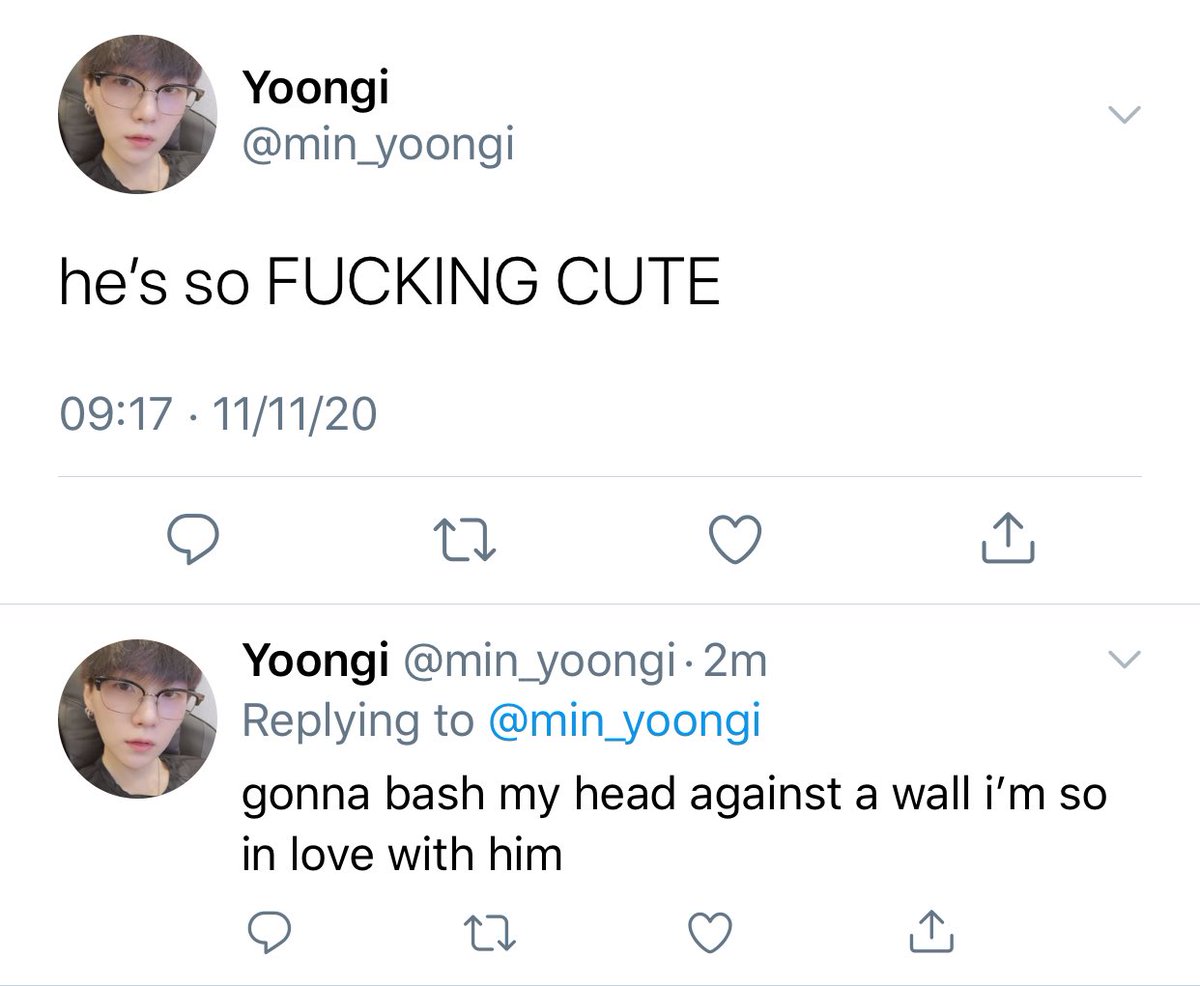 Yoongi
@min_yoongi
he’s so FUCKING CUTE
09:17 · 11/11/20
Yoongi @min_yoongi · 2m
Replying to @min_yoongi
gonna bash my head against a wall i’m so
in love with him